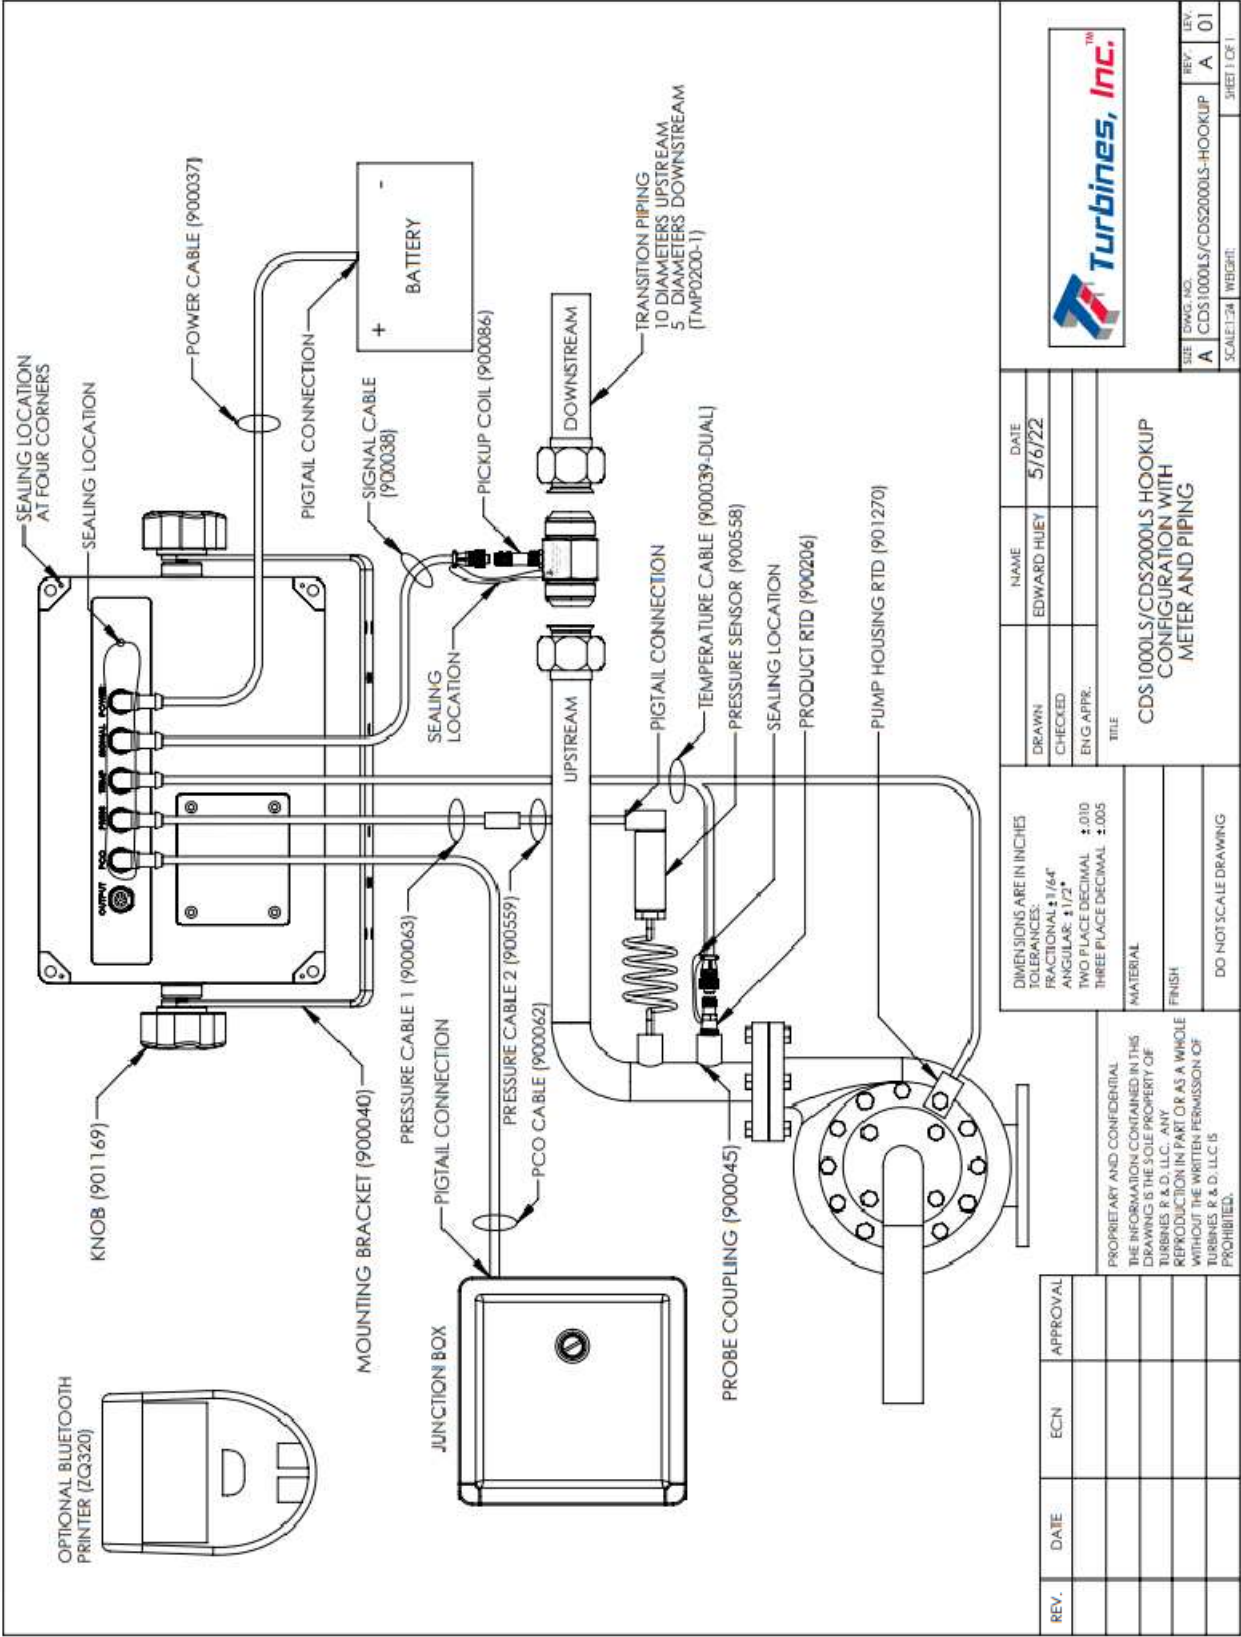 OPTIONAL BLUETOOTH
PRINTER (ZQ320)
KNOB (901169)
MOUNTING BRACKET (900040)
SEALING LOCATION
AT FOUR CORNERS
SEALING LOCATION
OUTPUT
PCO
PRESS
TEMP
SIGNAL
POWER
POWER CABLE (900037)
PIGTAIL CONNECTION
+
-
BATTERY
SIGNAL CABLE
(900038)
PICKUP COIL (900086)
SEALING
LOCATION
UPSTREAM
DOWNSTREAM
TRANSITION PIPING
10 DIAMETERS UPSTREAM
5 DIAMETERS DOWNSTREAM
(TMP0200-1)
PRESSURE CABLE 1 (900063)
PIGTAIL CONNECTION
PRESSURE CABLE 2 (900559)
PCO CABLE (900062)
JUNCTION BOX
PIGTAIL CONNECTION
TEMPERATURE CABLE (900039-DUAL)
PRESSURE SENSOR (900558)
SEALING LOCATION
PRODUCT RTD (900206)
PROBE COUPLING (900045)
PUMP HOUSING RTD (901270)
REV.
DATE
ECN
APPROVAL
PROPRIETARY AND CONFIDENTIAL
THE INFORMATION CONTAINED IN THIS
DRAWING IS THE SOLE PROPERTY OF
TURBINES R & D, LLC. ANY
REPRODUCTION IN PART OR AS A WHOLE
WITHOUT THE WRITTEN PERMISSION OF
TURBINES R & D, LLC IS
PROHIBITED.
DIMENSIONS ARE IN INCHES
TOLERANCES:
FRACTIONAL ± 1/64"
ANGULAR: ± 1/2°
TWO PLACE DECIMAL ±.010
THREE PLACE DECIMAL ±.005
MATERIAL
FINISH
DO NOT SCALE DRAWING
NAME
DATE
DRAWN
EDWARD HUEY
5/6/22
CHECKED
ENG APPR.
TITLE
CDS1000LS/CDS2000LS HOOKUP
CONFIGURATION WITH
METER AND PIPING
Turbines, Inc.™
SIZE
A
DWG. NO.
CDS1000LS/CDS2000LS-HOOKUP
REV.
A
LEV.
01
SCALE:1:24
WEIGHT:
SHEET 1 OF 1